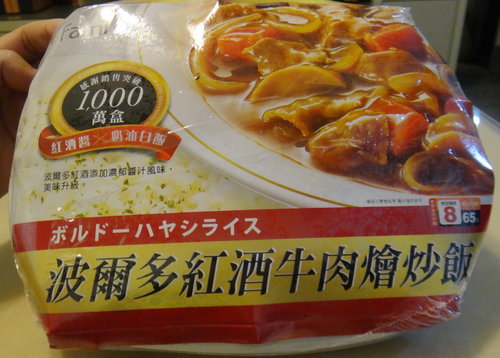 Fami
感謝銷售突破
1000
萬盒
紅酒醬×奶油白飯
波爾多紅酒添加濃郁醬汁風味,
美味升級。
8
65
ボルドーハヤシライス
波爾多紅酒牛肉燴炒飯